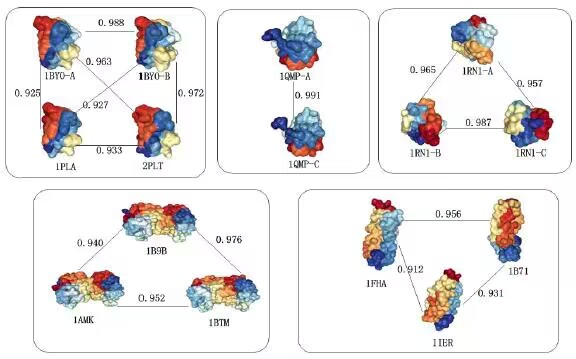 0.988
1BYO-A 1BYO-B
0.963
0.925 0.927 0.972
0.933
1PLA 2PLT
1QMP-A
0.991
1QMP-C
1RN1-A
0.965 0.957
0.987
1RN1-B 1RN1-C
1B9B
0.940 0.976
0.952
1AMK 1BTM
0.956
1FHA 0.912 1B71
0.931
1IER